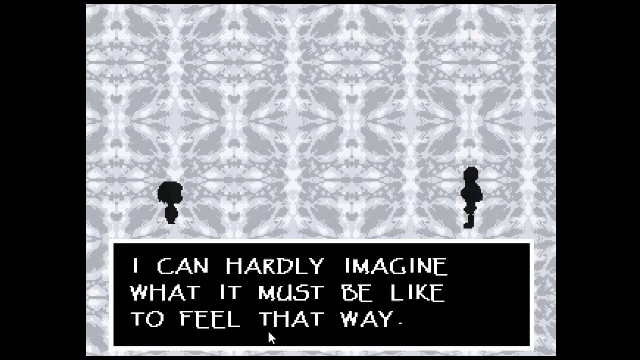 I CAN HARDLY IMAGINE
WHAT IT MUST BE LIKE
TO FEEL THAT WAY.